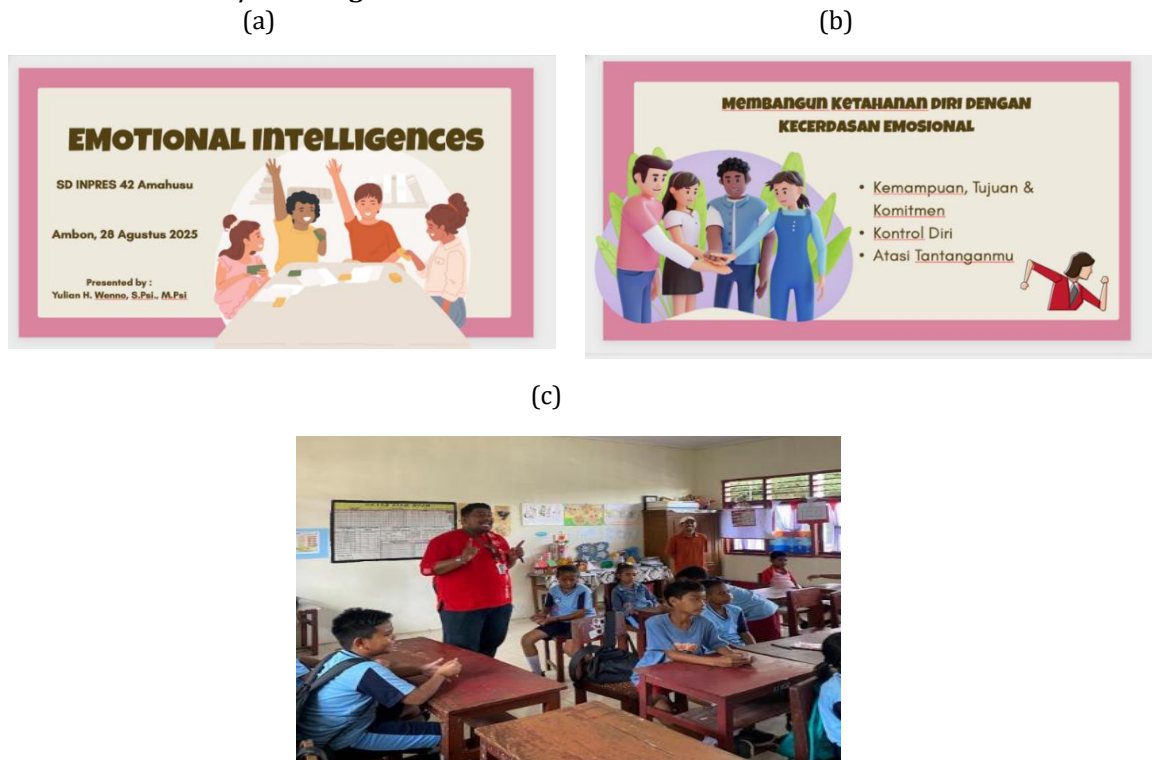 (a)
(b)
EMOTIONAL INTELLIGENCES
SD INPRES 42 Amahusu
Ambon, 28 Agustus 2025
Presented by :
Yulian H. Wenno, S.Psi., M.Psi
MEMBANGUN KETAHANAN DIRI DENGAN
KECERDASAN EMOSIONAL
• Kemampuan, Tujuan &
Komitmen
• Kontrol Diri
• Atasi Tantanganmu
(c)